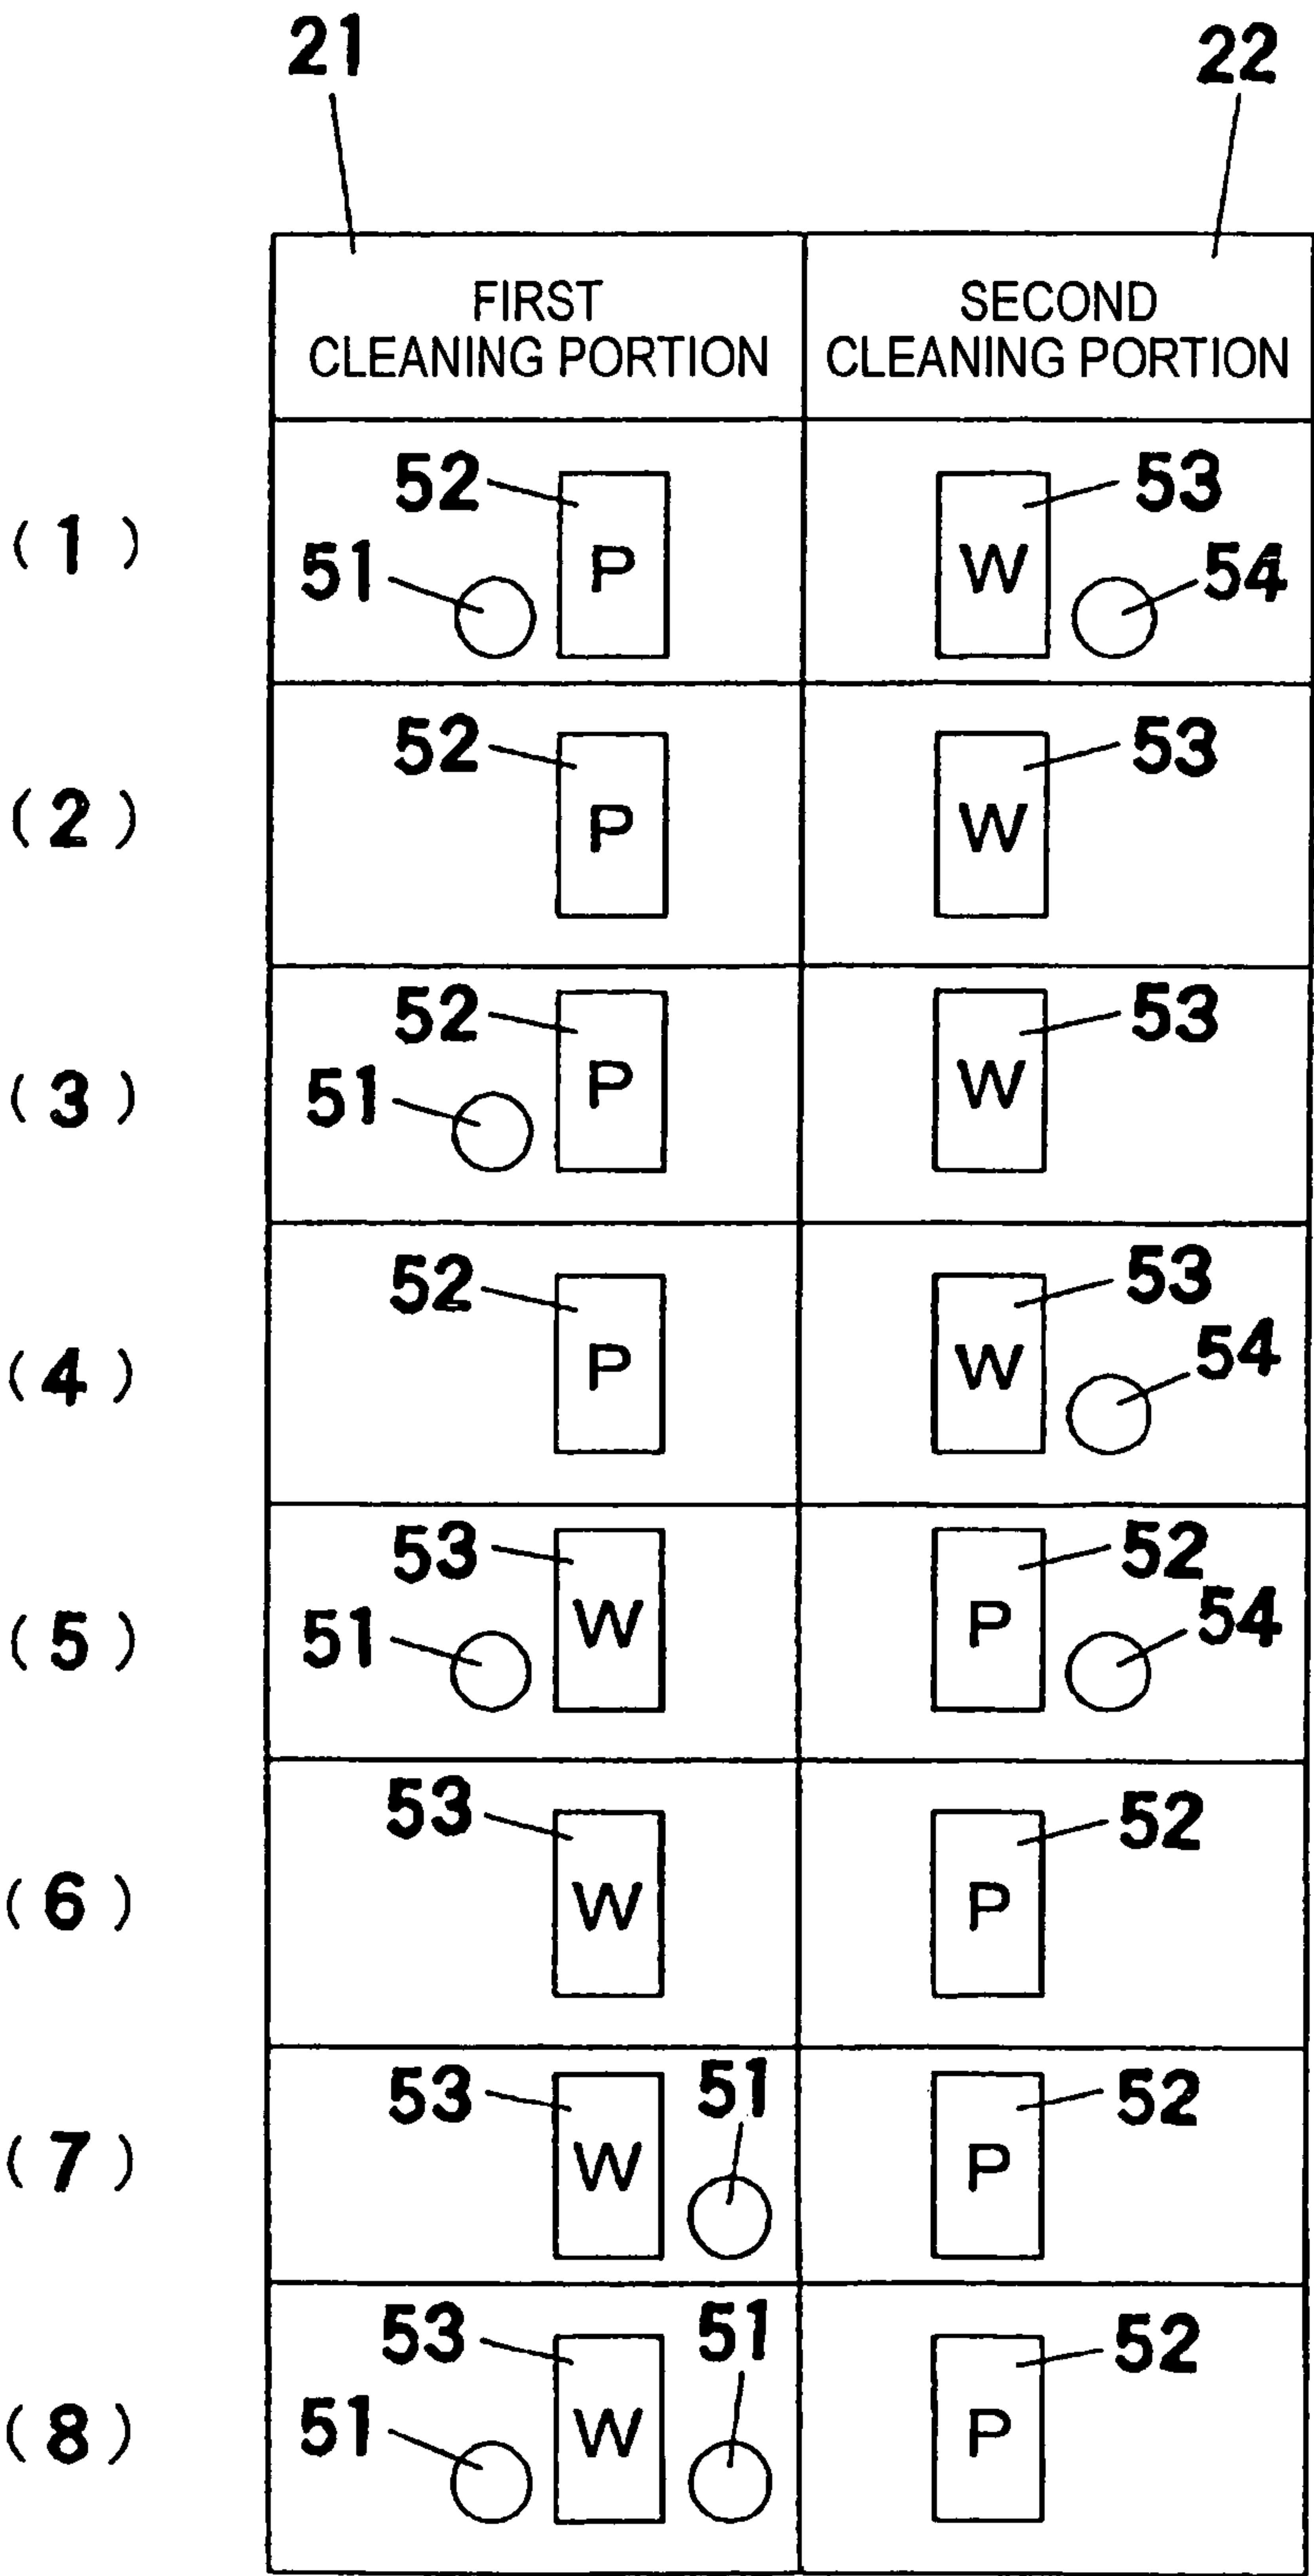 21 22
FIRST CLEANING PORTION
SECOND CLEANING PORTION
(1) 52 P 51 W 53 54
(2) 52 P W 53
(3) 52 P 51 W 53
(4) 52 P W 53 54
(5) 53 W 51 P 52 54
(6) 53 W P 52
(7) 53 W 51 P 52
(8) 53 W 51 51 P 52